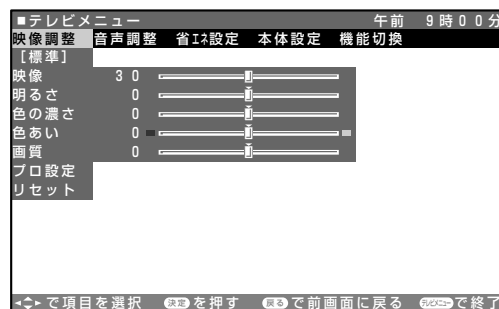 ■テレビメニュー 午前 9時00分
映像調整 音声調整 省エネ設定 本体設定 機能切換
[標準]
映像 30
明るさ 0
色の濃さ 0
色あい 0
画質 0
プロ設定
リセット
で項目を選択 決定を押す 戻るで前画面に戻る テレビメニューで終了